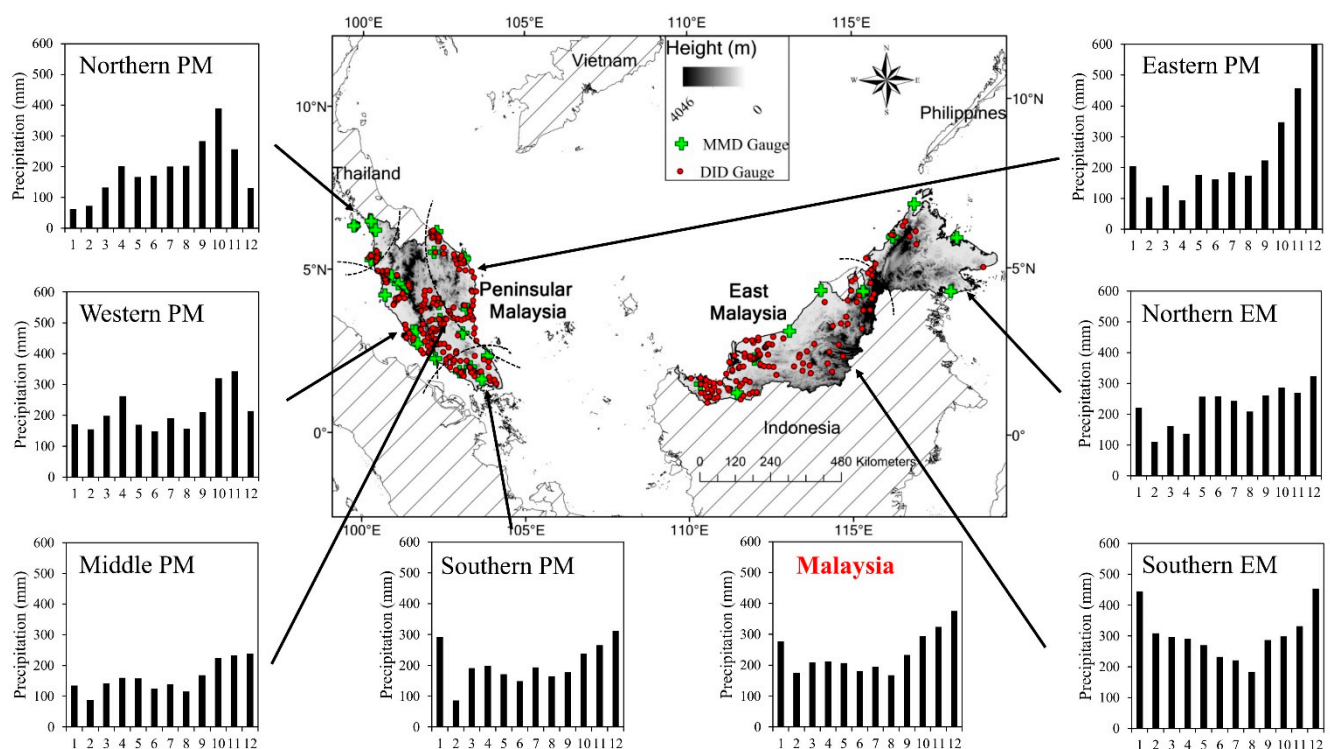 100°E 105°E 110°E 115°E
Northern PM
Precipitation (mm)
600
500
400
300
200
100
0
1 2 3 4 5 6 7 8 9 10 11 12
Western PM
Precipitation (mm)
600
500
400
300
200
100
0
1 2 3 4 5 6 7 8 9 10 11 12
Middle PM
Precipitation (mm)
600
500
400
300
200
100
0
1 2 3 4 5 6 7 8 9 10 11 12
Height (m)
4046 0
MMD Gauge
DID Gauge
N
W E
S
Vietnam
Philippines
Thailand
10°N
5°N
0°
10°N
5°N
0°
Peninsular
Malaysia
East
Malaysia
Indonesia
0 120 240 480 Kilometers
100°E 105°E 110°E 115°E
Southern PM
Precipitation (mm)
600
500
400
300
200
100
0
1 2 3 4 5 6 7 8 9 10 11 12
Malaysia
Precipitation (mm)
600
500
400
300
200
100
0
1 2 3 4 5 6 7 8 9 10 11 12
Eastern PM
Precipitation (mm)
600
500
400
300
200
100
0
1 2 3 4 5 6 7 8 9 10 11 12
Northern EM
Precipitation (mm)
600
500
400
300
200
100
0
1 2 3 4 5 6 7 8 9 10 11 12
Southern EM
Precipitation (mm)
600
500
400
300
200
100
0
1 2 3 4 5 6 7 8 9 10 11 12